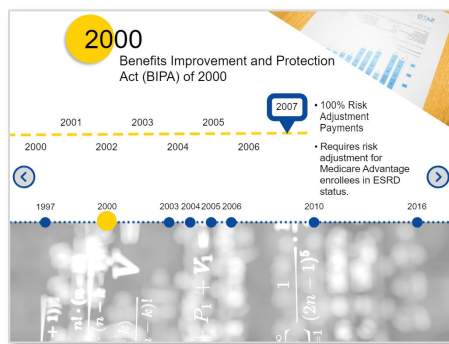 2000
Benefits Improvement and Protection
Act (BIPA) of 2000
2007
• 100% Risk
Adjustment
Payments
• Requires risk
adjustment for
Medicare Advantage
enrollees in ESRD
status.
2001 2003 2005
2000 2002 2004 2006
1997 2000 2003 2004 2005 2006 2010 2016